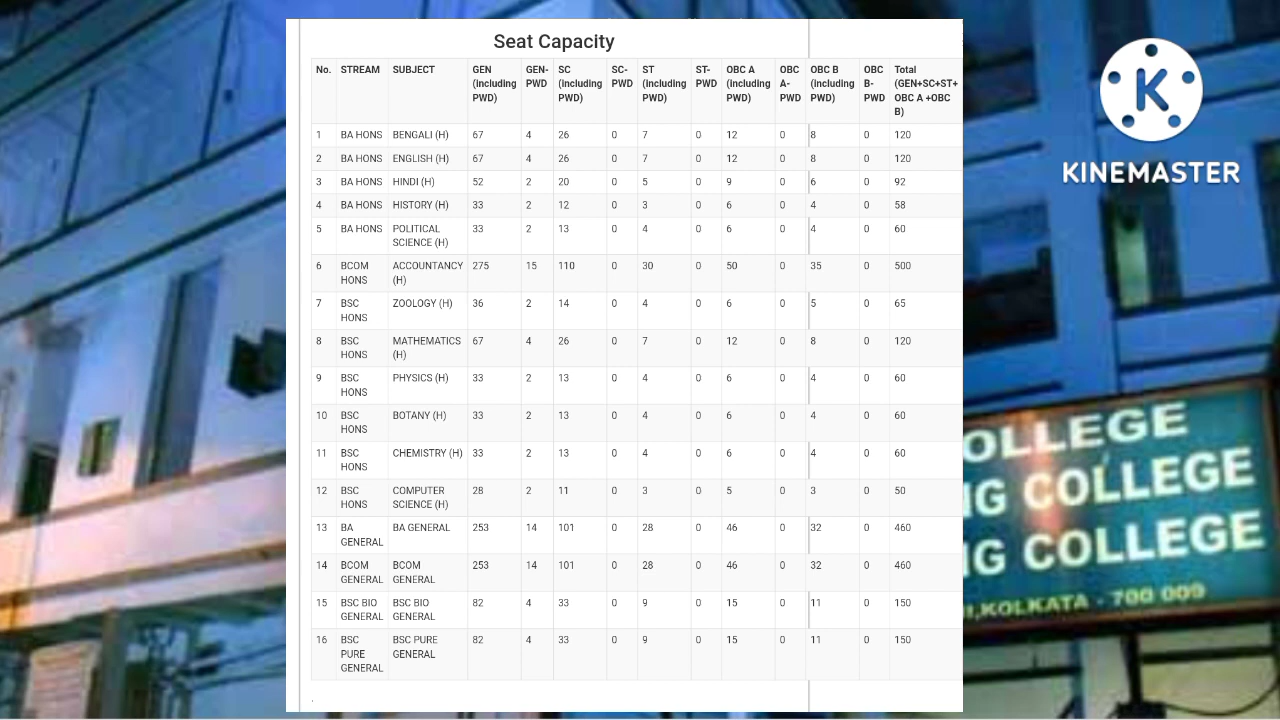 Seat Capacity
No. STREAM SUBJECT GEN (Including PWD) GEN-PWD SC (Including PWD) SC-PWD ST (Including PWD) ST-PWD OBC A (Including PWD) OBC A-PWD OBC B (Including PWD) OBC B-PWD Total (GEN+SC+ST+ OBC A +OBC B)
1 BA HONS BENGALI (H) 67 4 26 0 7 0 12 0 8 0 120
2 BA HONS ENGLISH (H) 67 4 26 0 7 0 12 0 8 0 120
3 BA HONS HINDI (H) 52 2 20 0 5 0 9 0 6 0 92
4 BA HONS HISTORY (H) 33 2 12 0 3 0 6 0 4 0 58
5 BA HONS POLITICAL SCIENCE (H) 33 2 13 0 4 0 6 0 4 0 60
6 BCOM HONS ACCOUNTANCY (H) 275 15 110 0 30 0 50 0 35 0 500
7 BSC HONS ZOOLOGY (H) 36 2 14 0 4 0 6 0 5 0 65
8 BSC HONS MATHEMATICS (H) 67 4 26 0 7 0 12 0 8 0 120
9 BSC HONS PHYSICS (H) 33 2 13 0 4 0 6 0 4 0 60
10 BSC HONS BOTANY (H) 33 2 13 0 4 0 6 0 4 0 60
11 BSC HONS CHEMISTRY (H) 33 2 13 0 4 0 6 0 4 0 60
12 BSC HONS COMPUTER SCIENCE (H) 28 2 11 0 3 0 5 0 3 0 50
13 BA GENERAL BA GENERAL 253 14 101 0 28 0 46 0 32 0 460
14 BCOM GENERAL BCOM GENERAL 253 14 101 0 28 0 46 0 32 0 460
15 BSC BIO GENERAL BSC BIO GENERAL 82 4 33 0 9 0 15 0 11 0 150
16 BSC PURE GENERAL BSC PURE GENERAL 82 4 33 0 9 0 15 0 11 0 150
K
KINEMASTER
OLLEGE
NG COLLEGE
NG COLLEGE
,KOLKATA - 700 009